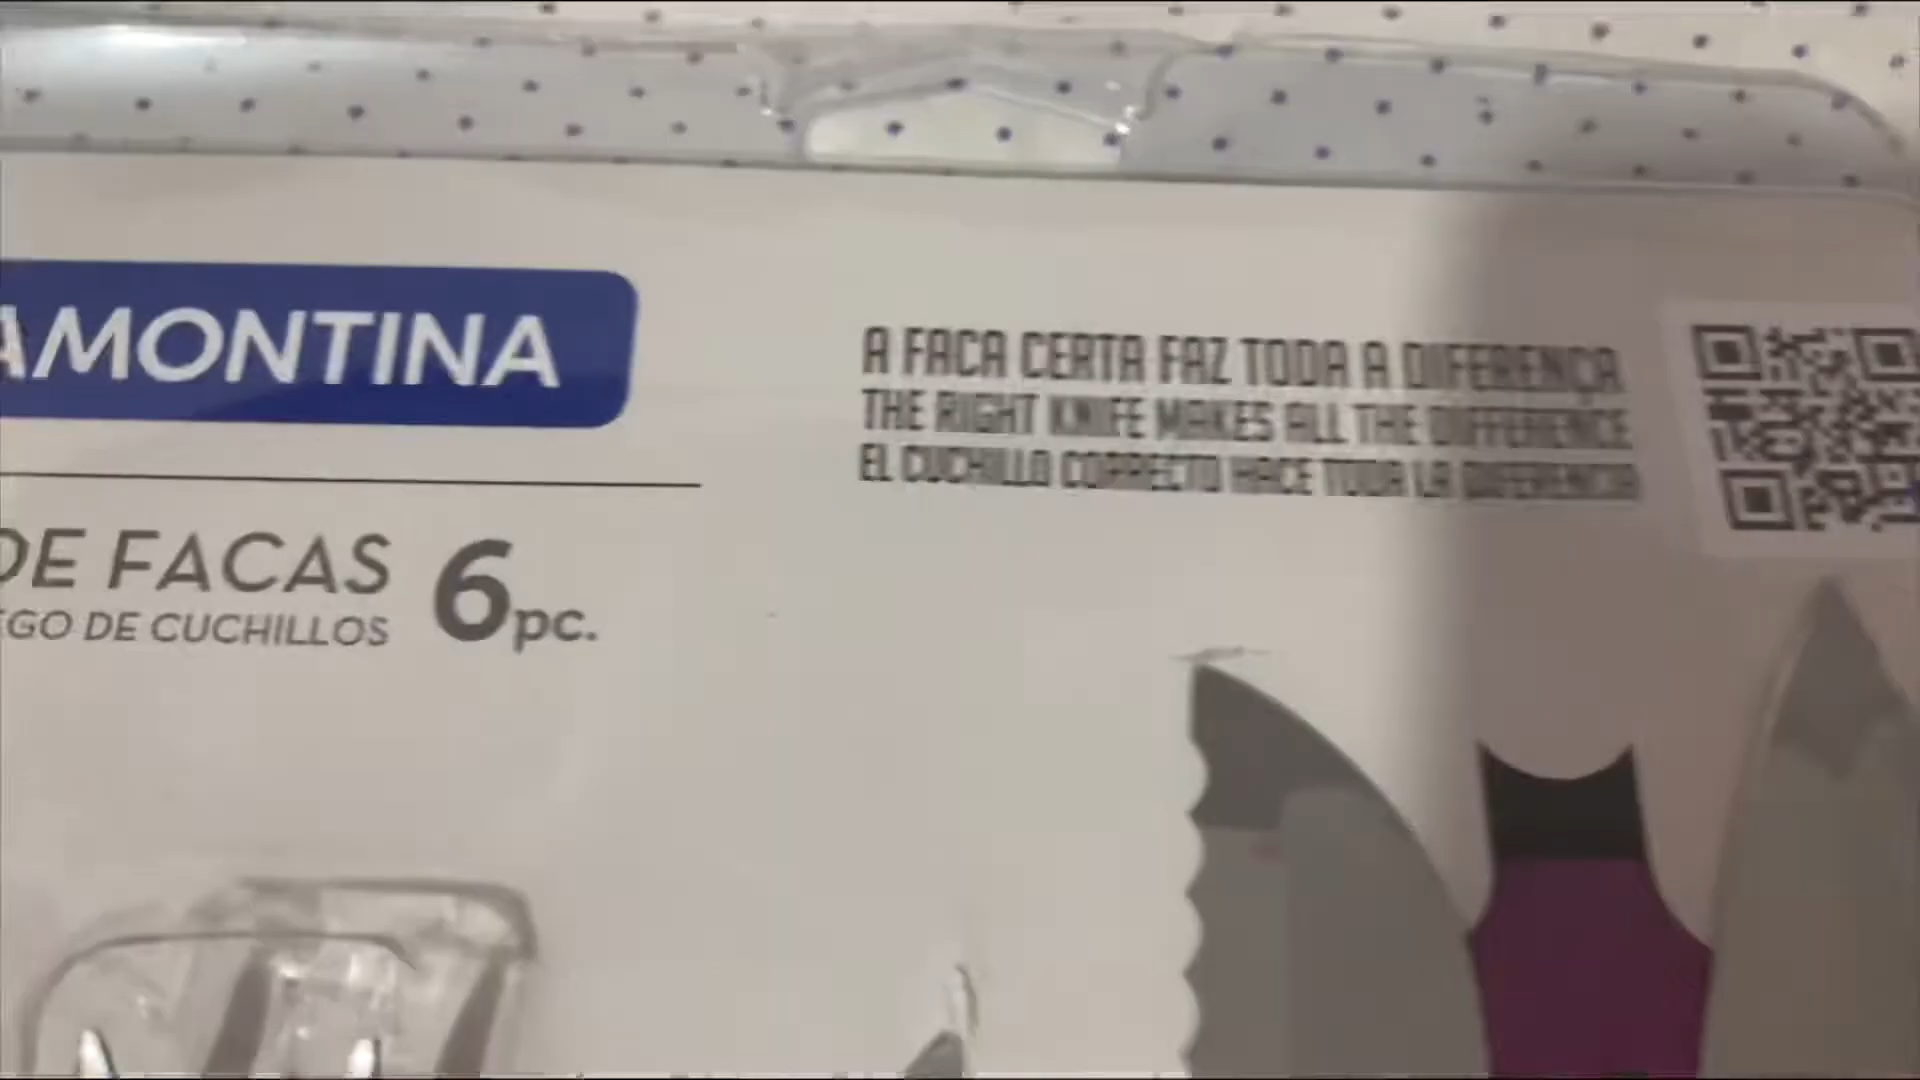 AMONTINA
DE FACAS 6pc.
EGO DE CUCHILLOS
A FACA CERTA FAZ TODA A DIFERENÇA
THE RIGHT KNIFE MAKES ALL THE DIFFERENCE
EL CUCHILLO CORRECTO HACE TODA LA DIFERENCIA